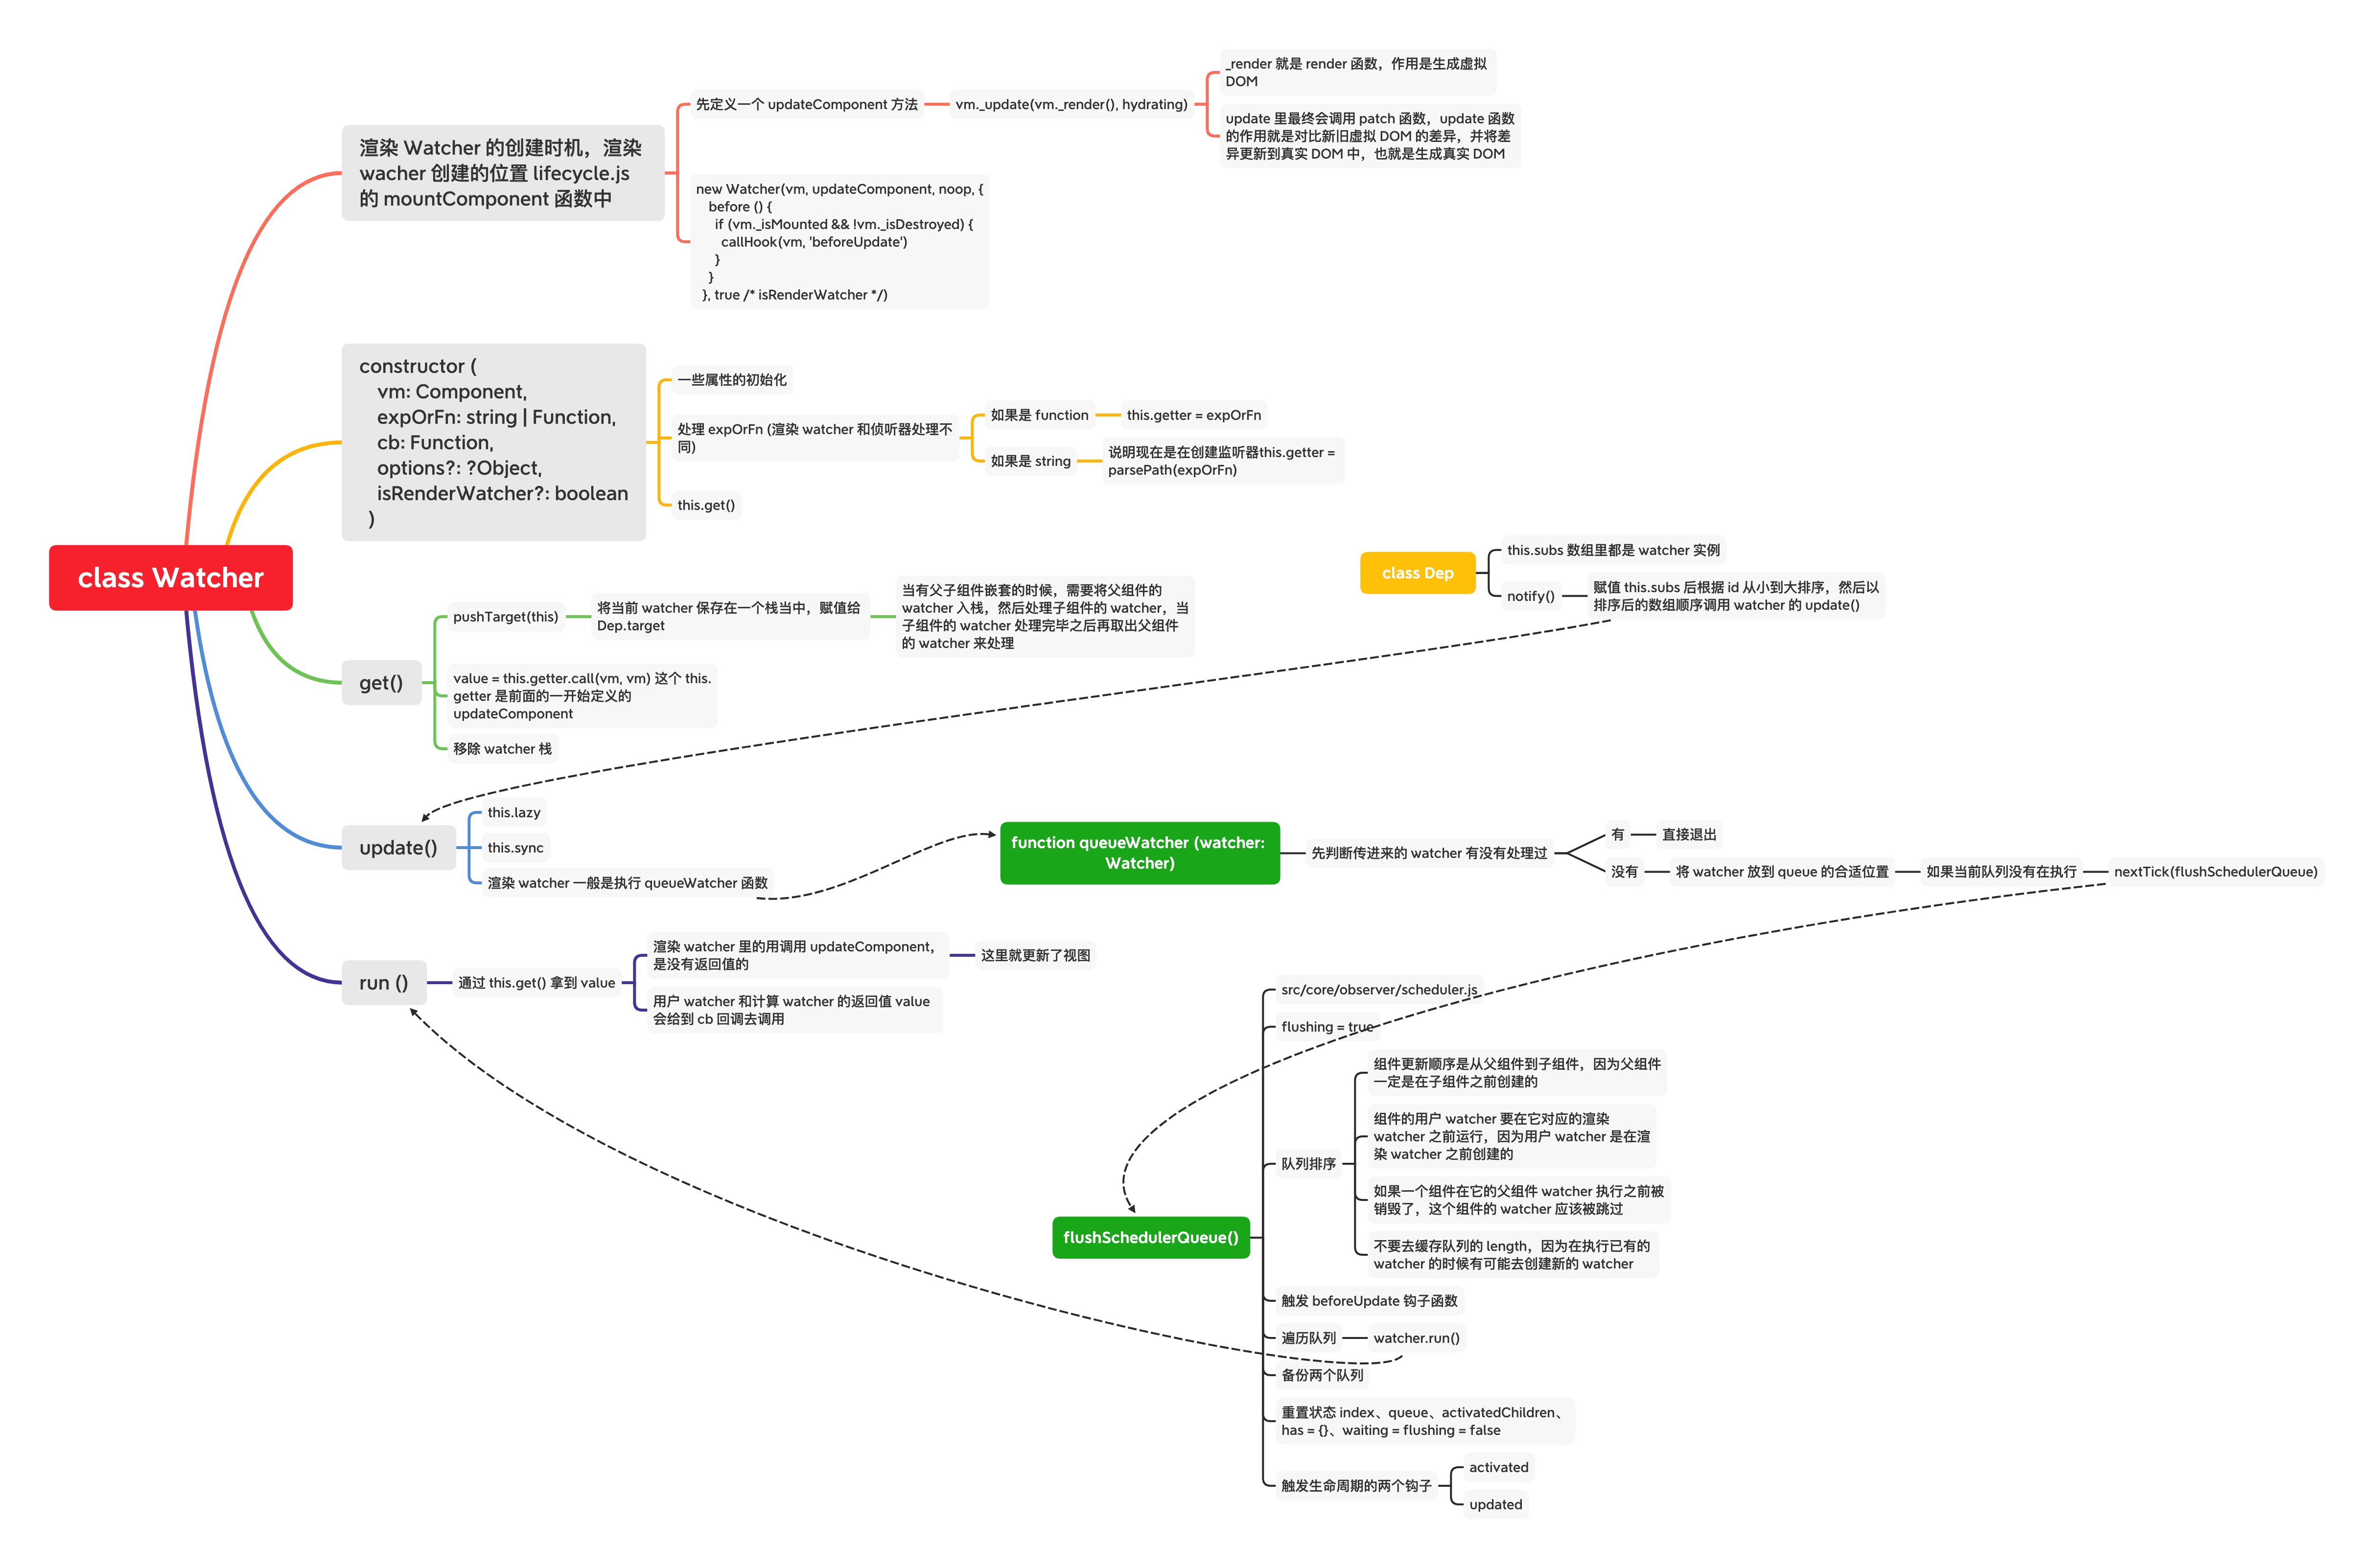 class Watcher
渲染 Watcher 的创建时机，渲染
wacher 创建的位置 lifecycle.js
的 mountComponent 函数中
先定义一个 updateComponent 方法
vm._update(vm._render(), hydrating)
_render 就是 render 函数，作用是生成虚拟
DOM
update 里最终会调用 patch 函数，update 函数
的作用就是对比新旧虚拟 DOM 的差异，并将差
异更新到真实 DOM 中，也就是生成真实 DOM
new Watcher(vm, updateComponent, noop, {
before () {
if (vm._isMounted && !vm._isDestroyed) {
callHook(vm, 'beforeUpdate')
}
}
}, true /* isRenderWatcher */)
constructor (
vm: Component,
expOrFn: string | Function,
cb: Function,
options?: ?Object,
isRenderWatcher?: boolean
)
一些属性的初始化
处理 expOrFn (渲染 watcher 和侦听器处理不
同)
如果是 function
this.getter = expOrFn
如果是 string
说明现在是在创建监听器this.getter =
parsePath(expOrFn)
this.get()
get()
pushTarget(this)
将当前 watcher 保存在一个栈当中，赋值给
Dep.target
当有父子组件嵌套的时候，需要将父组件的
watcher 入栈，然后处理子组件的 watcher，当
子组件的 watcher 处理完毕之后再取出父组件
的 watcher 来处理
value = this.getter.call(vm, vm) 这个 this.
getter 是前面的一开始定义的
updateComponent
移除 watcher 栈
class Dep
this.subs 数组里都是 watcher 实例
notify()
赋值 this.subs 后根据 id 从小到大排序，然后以
排序后的数组顺序调用 watcher 的 update()
update()
this.lazy
this.sync
渲染 watcher 一般是执行 queueWatcher 函数
function queueWatcher (watcher:
Watcher)
先判断传进来的 watcher 有没有处理过
有
直接退出
没有
将 watcher 放到 queue 的合适位置
如果当前队列没有在执行
nextTick(flushSchedulerQueue)
run ()
通过 this.get() 拿到 value
渲染 watcher 里的用调用 updateComponent，
是没有返回值的
这里就更新了视图
用户 watcher 和计算 watcher 的返回值 value
会给到 cb 回调去调用
flushSchedulerQueue()
src/core/observer/scheduler.js
flushing = true
队列排序
组件更新顺序是从父组件到子组件，因为父组件
一定是在子组件之前创建的
组件的用户 watcher 要在它对应的渲染
watcher 之前运行，因为用户 watcher 是在渲
染 watcher 之前创建的
如果一个组件在它的父组件 watcher 执行之前被
销毁了，这个组件的 watcher 应该被跳过
不要去缓存队列的 length，因为在执行已有的
watcher 的时候有可能去创建新的 watcher
触发 beforeUpdate 钩子函数
遍历队列
watcher.run()
备份两个队列
重置状态 index、queue、activatedChildren、
has = {}、waiting = flushing = false
触发生命周期的两个钩子
activated
updated